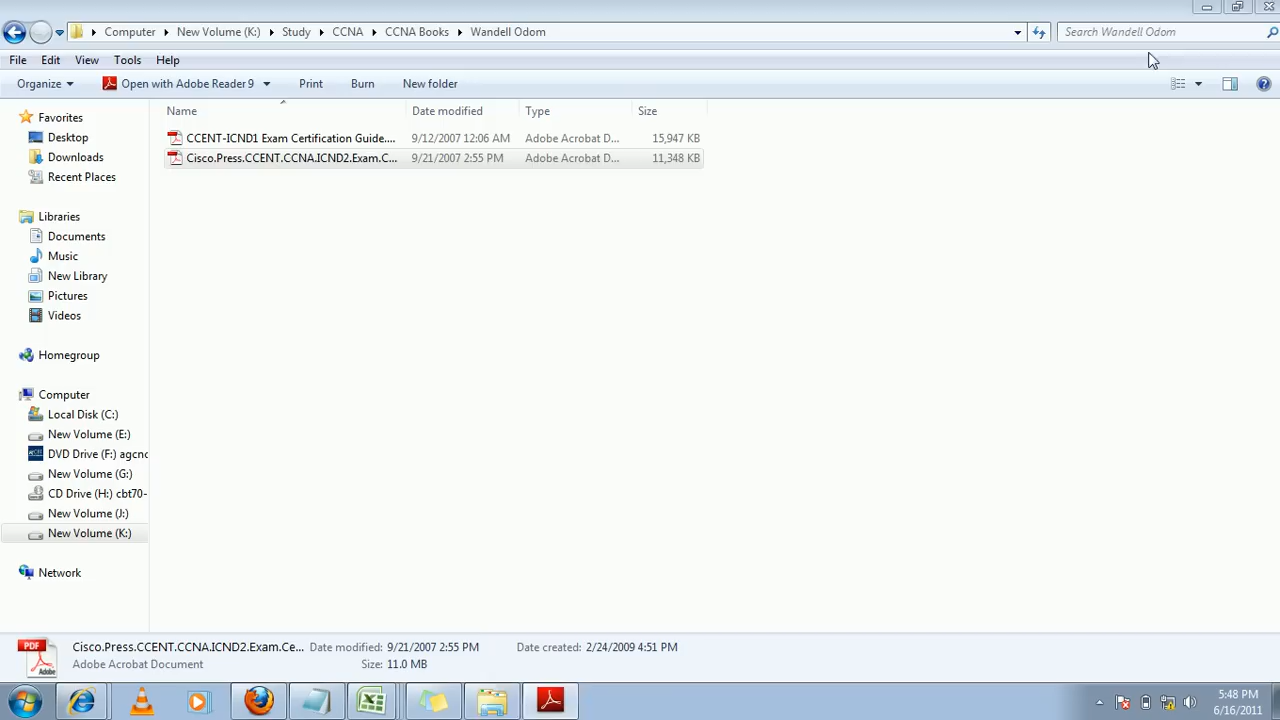 Computer New Volume (K:) Study CCNA CCNA Books Wandell Odom
Search Wandell Odom
File Edit View Tools Help
Organize Open with Adobe Reader 9 Print Burn New folder
Name Date modified Type Size
CCENT-ICND1 Exam Certification Guide.... 9/12/2007 12:06 AM Adobe Acrobat D... 15,947 KB
Cisco.Press.CCENT.CCNA.ICND2.Exam.C... 9/21/2007 2:55 PM Adobe Acrobat D... 11,348 KB
Favorites
Desktop
Downloads
Recent Places
Libraries
Documents
Music
New Library
Pictures
Videos
Homegroup
Computer
Local Disk (C:)
New Volume (E:)
DVD Drive (F:) agcno
New Volume (G:)
CD Drive (H:) cbt70-
New Volume (J:)
New Volume (K:)
Network
PDF
Adobe
Cisco.Press.CCENT.CCNA.ICND2.Exam.Ce... Date modified: 9/21/2007 2:55 PM Date created: 2/24/2009 4:51 PM
Adobe Acrobat Document Size: 11.0 MB
5:48 PM
6/16/2011